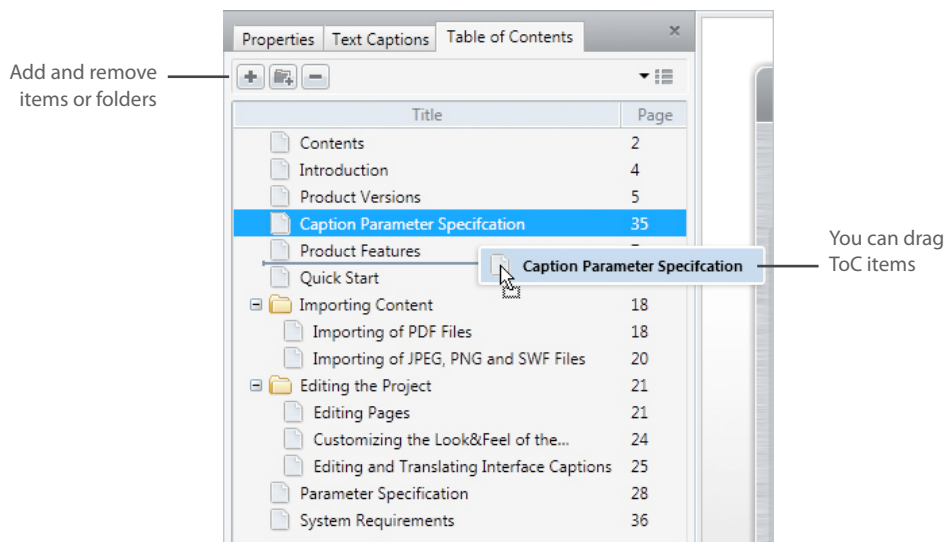 Properties Text Captions Table of Contents
Add and remove
items or folders
Title Page
Contents 2
Introduction 4
Product Versions 5
Caption Parameter Specifcation 35
Product Features
Caption Parameter Specifcation
You can drag
ToC items
Quick Start
Importing Content 18
Importing of PDF Files 18
Importing of JPEG, PNG and SWF Files 20
Editing the Project 21
Editing Pages 21
Customizing the Look&Feel of the... 24
Editing and Translating Interface Captions 25
Parameter Specification 28
System Requirements 36